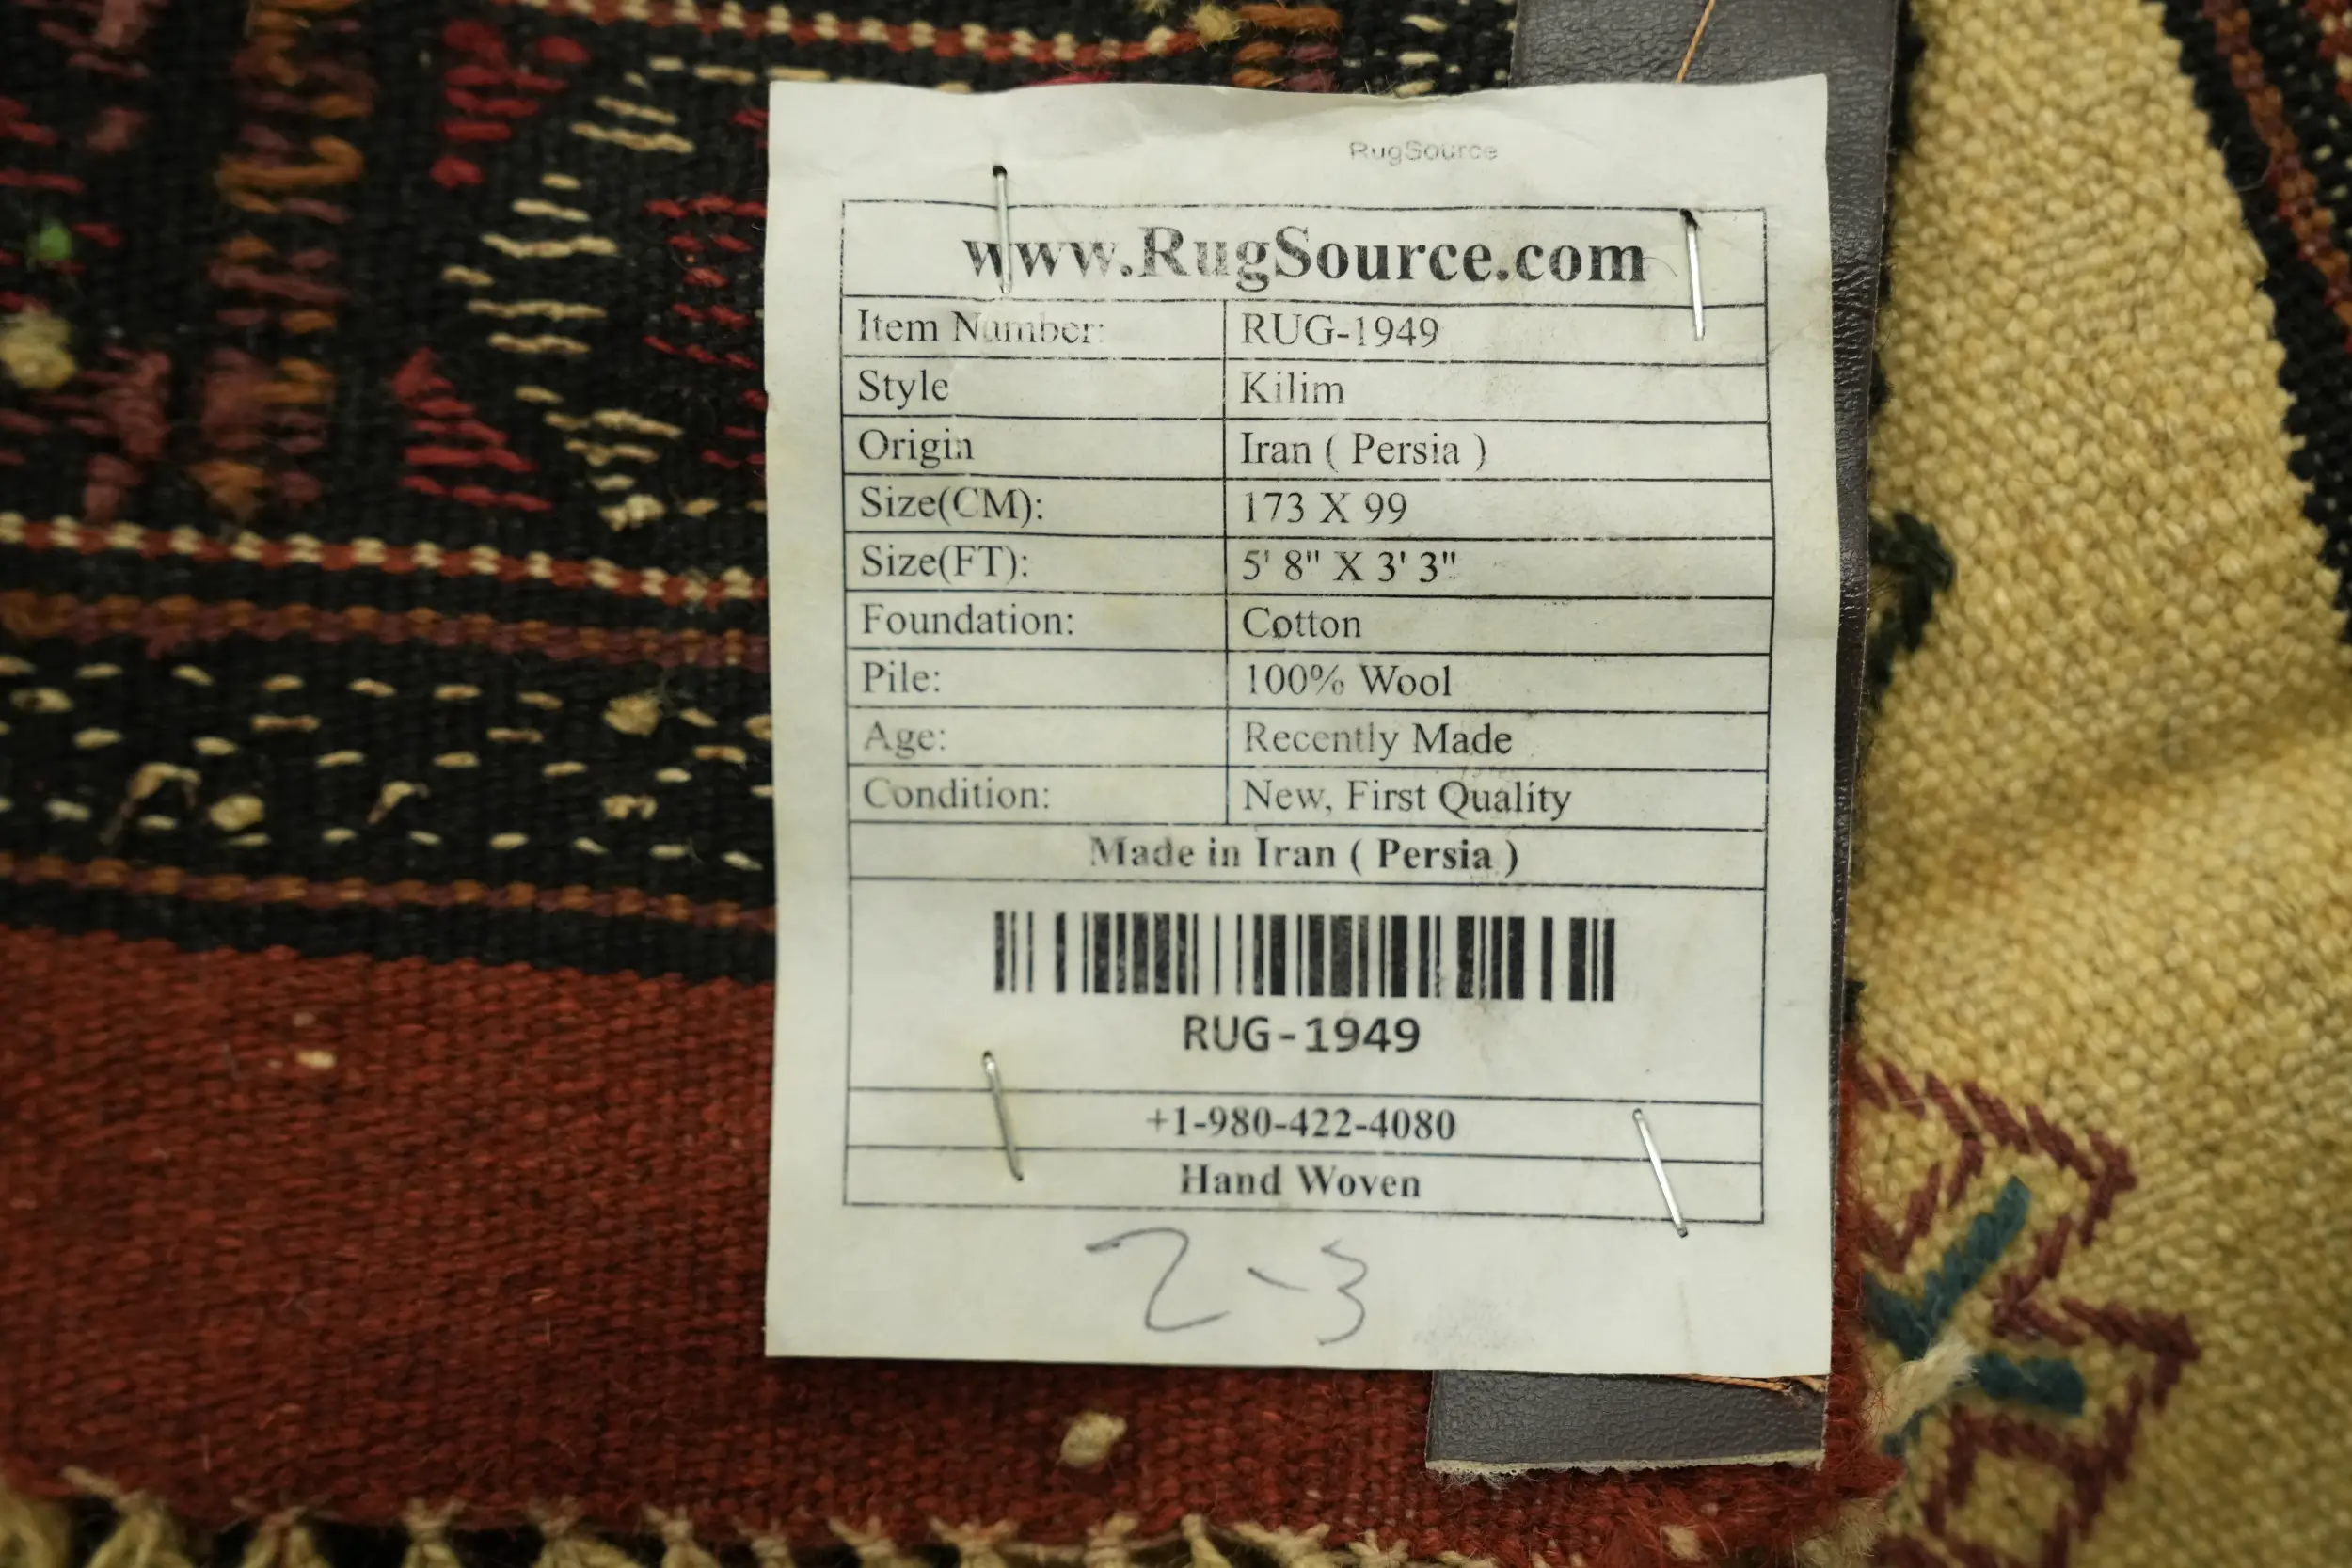 RugSource
www.RugSource.com
Item Number: RUG-1949
Style Kilim
Origin Iran ( Persia )
Size(CM): 173 X 99
Size(FT): 5' 8" X 3' 3"
Foundation: Cotton
Pile: 100% Wool
Age: Recently Made
Condition: New, First Quality
Made in Iran ( Persia )
RUG-1949
+1-980-422-4080
Hand Woven
2-3